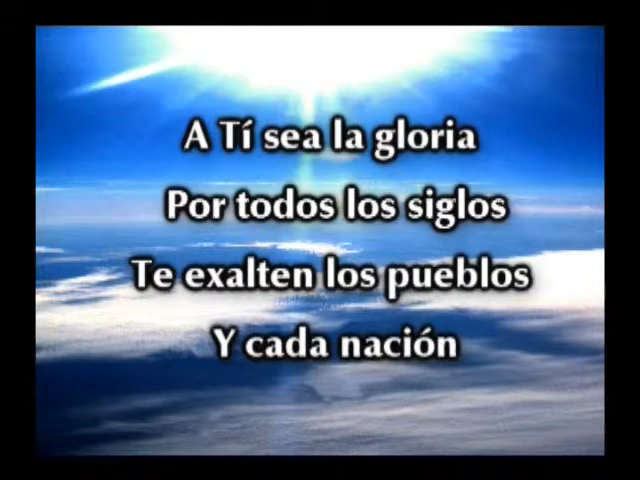 A Tí sea la gloria
Por todos los siglos
Te exalten los pueblos
Y cada nación